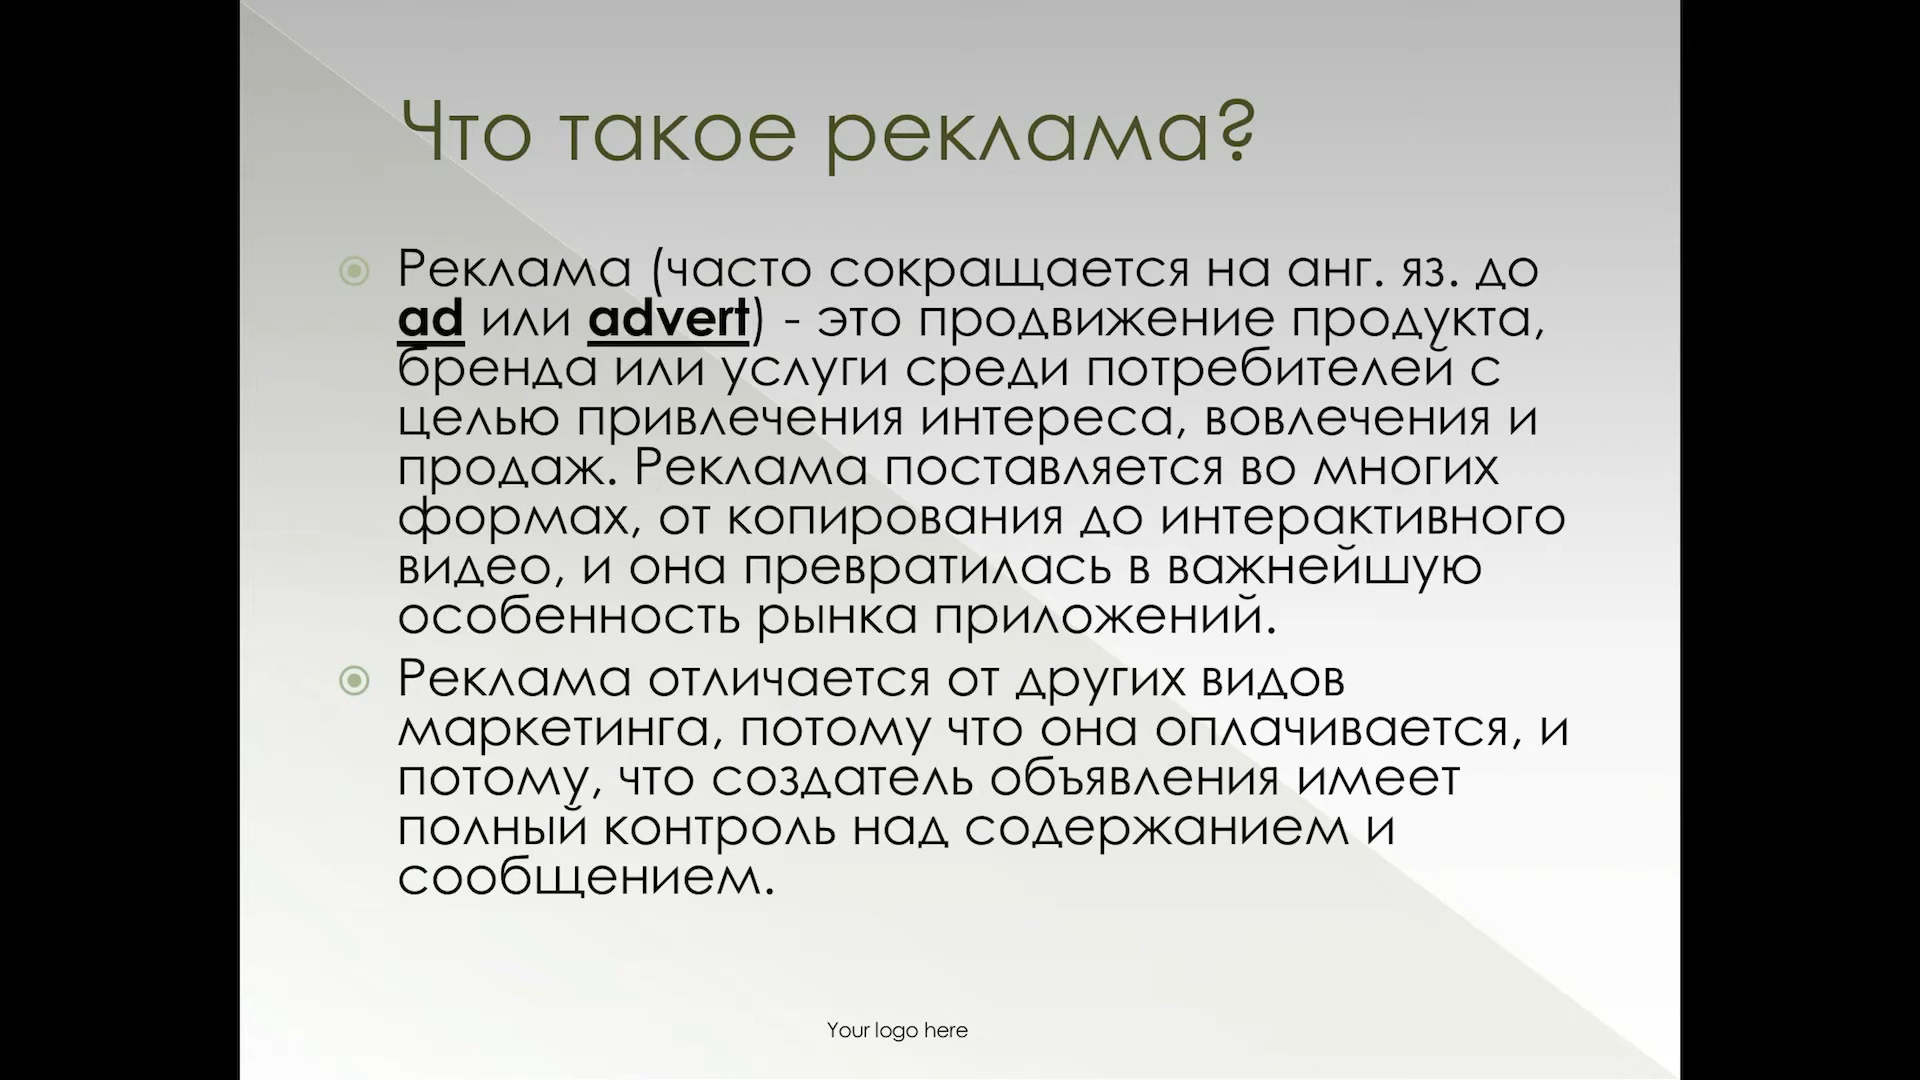 Что такое реклама?
Реклама (часто сокращается на анг. яз. до
ad или advert) - это продвижение продукта,
бренда или услуги среди потребителей с
целью привлечения интереса, вовлечения и
продаж. Реклама поставляется во многих
формах, от копирования до интерактивного
видео, и она превратилась в важнейшую
особенность рынка приложений.
Реклама отличается от других видов
маркетинга, потому что она оплачивается, и
потому, что создатель объявления имеет
полный контроль над содержанием и
сообщением.
Your logo here